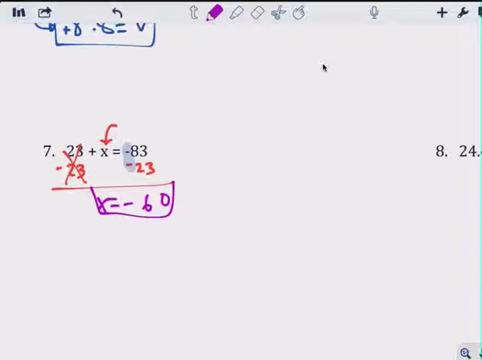 +8 . 8 = v
7. 23 + x = -83
8. 24.
-23 -23
x = - 60